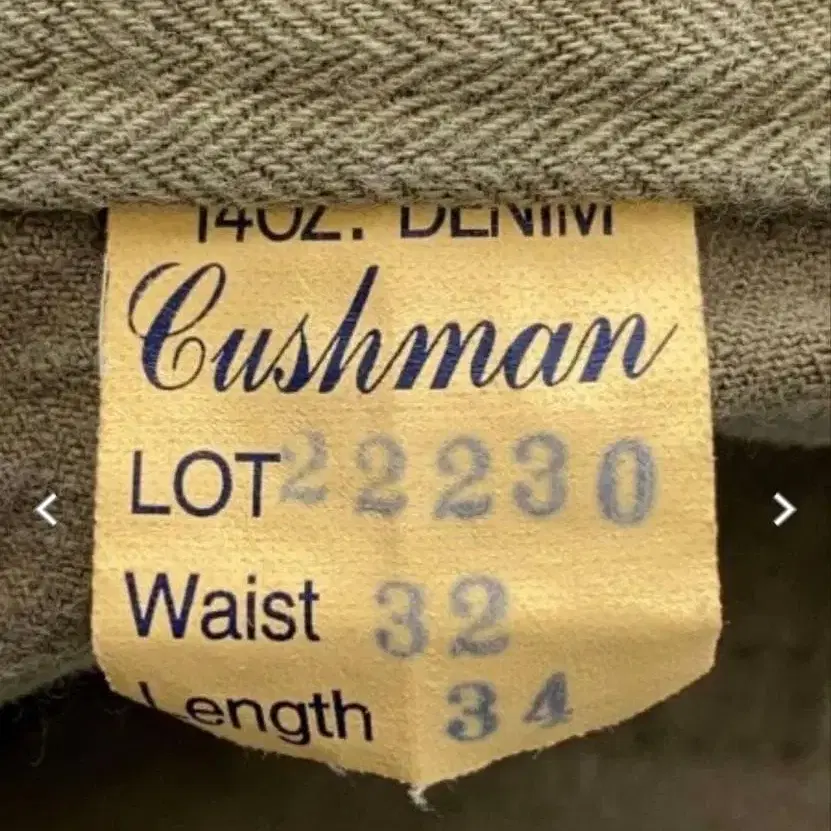 14OZ. DENIM
Cushman
LOT 22230
Waist 32
Length 34